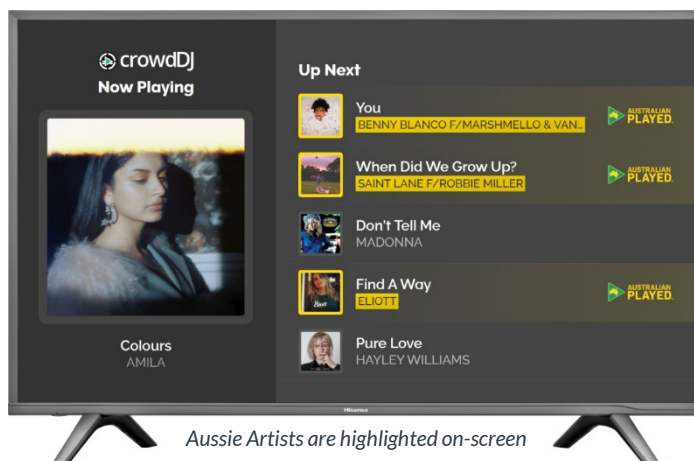 crowdDJ
Now Playing
Colours
AMILA
Up Next
You
BENNY BLANCO F/MARSHMELLO & VAN...
AUSTRALIAN
PLAYED.
When Did We Grow Up?
SAINT LANE F/ROBBIE MILLER
AUSTRALIAN
PLAYED.
Don't Tell Me
MADONNA
Find A Way
ELIOTT
AUSTRALIAN
PLAYED.
Pure Love
HAYLEY WILLIAMS
Hisense
Aussie Artists are highlighted on-screen